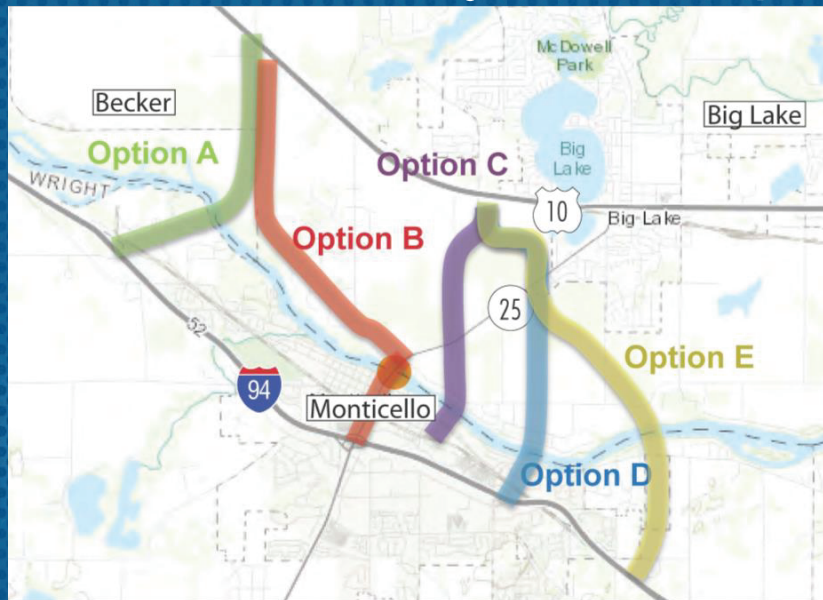 McDowell
Park
Becker
Big Lake
Option A
Option C
Big
Lake
WRIGHT
10
Big Lake
Option B
25
52
Option E
94
Monticello
Option D